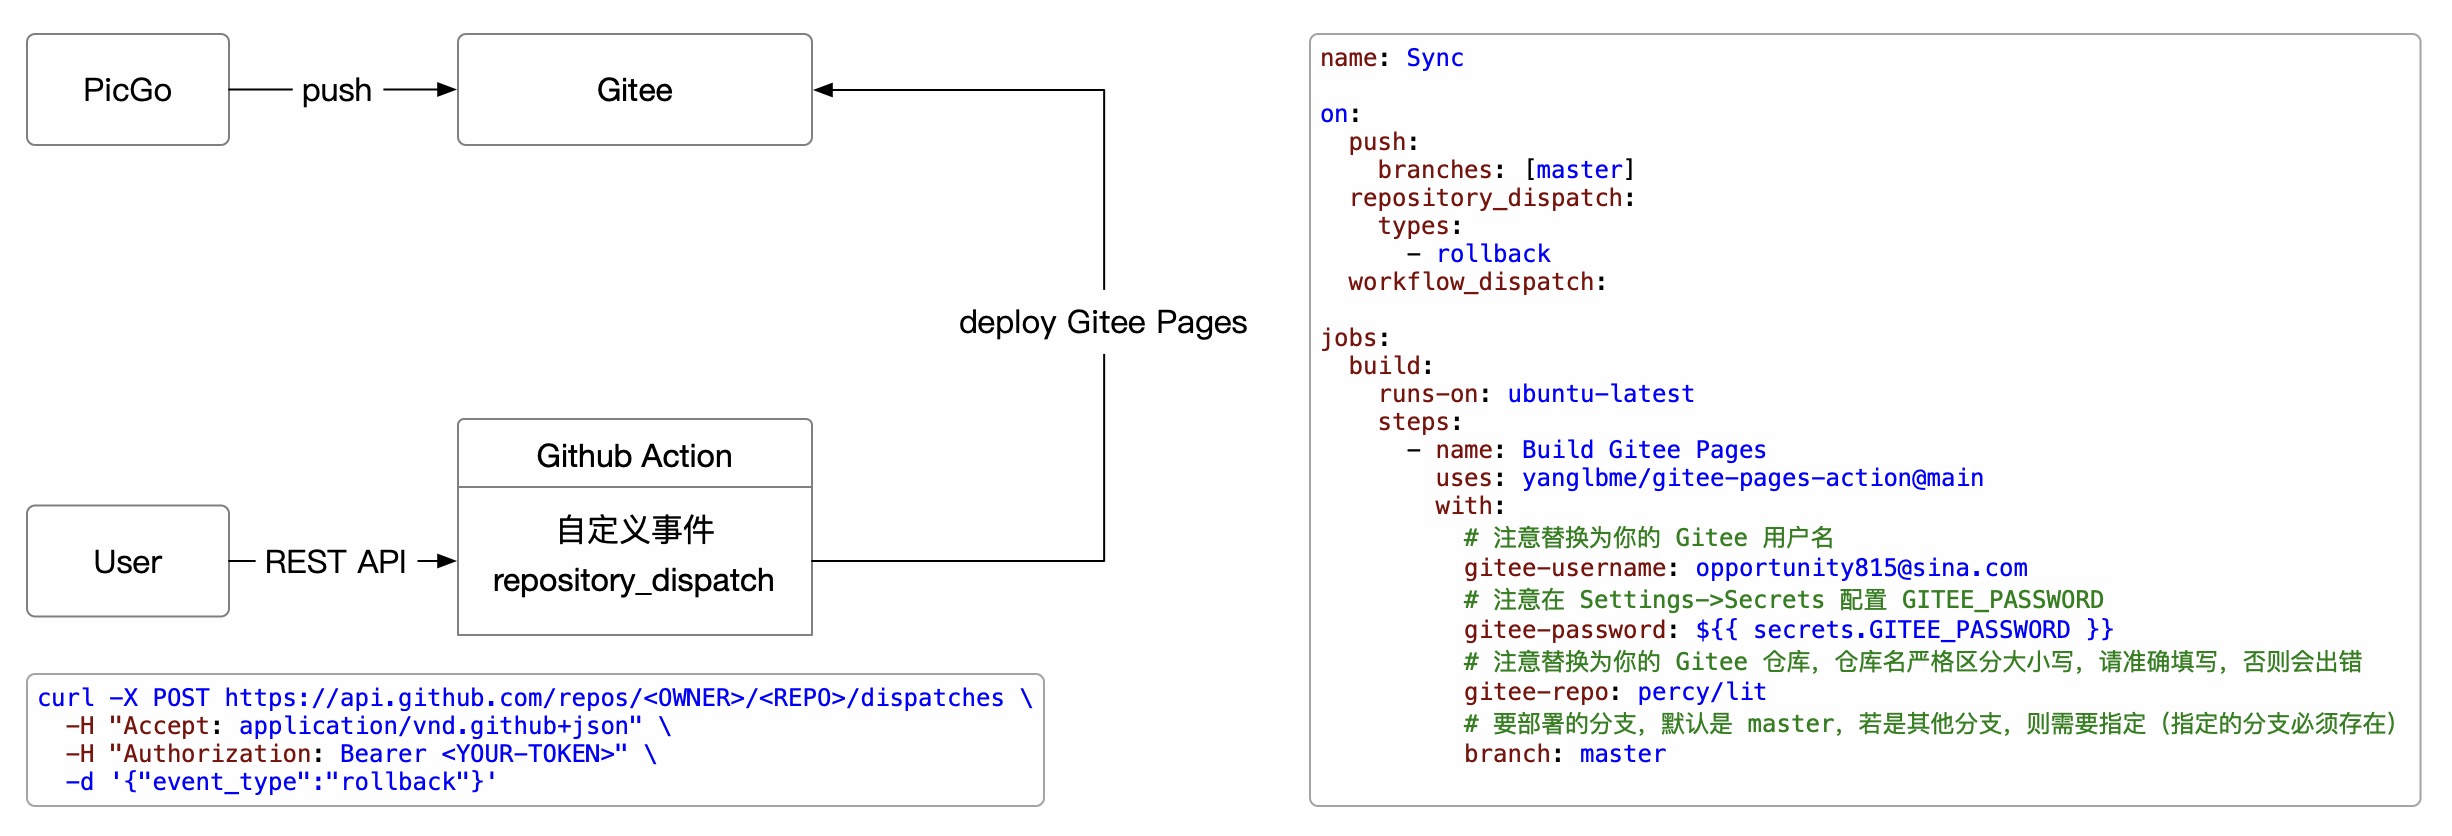 PicGo
push
Gitee
deploy Gitee Pages
Github Action
自定义事件
repository_dispatch
User
REST API
curl -X POST https://api.github.com/repos/<OWNER>/<REPO>/dispatches \
  -H "Accept: application/vnd.github+json" \
  -H "Authorization: Bearer <YOUR-TOKEN>" \
  -d '{"event_type":"rollback"}'
name: Sync
on:
  push:
    branches: [master]
  repository_dispatch:
    types:
      - rollback
  workflow_dispatch:
jobs:
  build:
    runs-on: ubuntu-latest
    steps:
      - name: Build Gitee Pages
        uses: yanglbme/gitee-pages-action@main
        with:
          # 注意替换为你的 Gitee 用户名
          gitee-username: opportunity815@sina.com
          # 注意在 Settings->Secrets 配置 GITEE_PASSWORD
          gitee-password: ${{ secrets.GITEE_PASSWORD }}
          # 注意替换为你的 Gitee 仓库，仓库名严格区分大小写，请准确填写，否则会出错
          gitee-repo: percy/lit
          # 要部署的分支，默认是 master，若是其他分支，则需要指定（指定的分支必须存在）
          branch: master